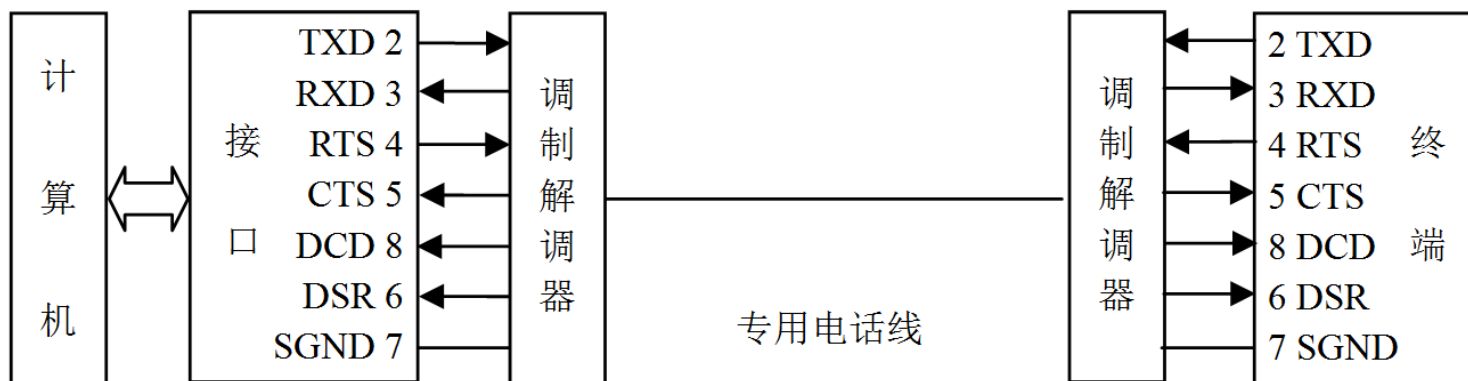 计算机
接口
TXD 2
RXD 3
RTS 4
CTS 5
DCD 8
DSR 6
SGND 7
调制解调器
专用电话线
调制解调器
2 TXD
3 RXD
4 RTS
5 CTS
8 DCD
6 DSR
7 SGND
终端